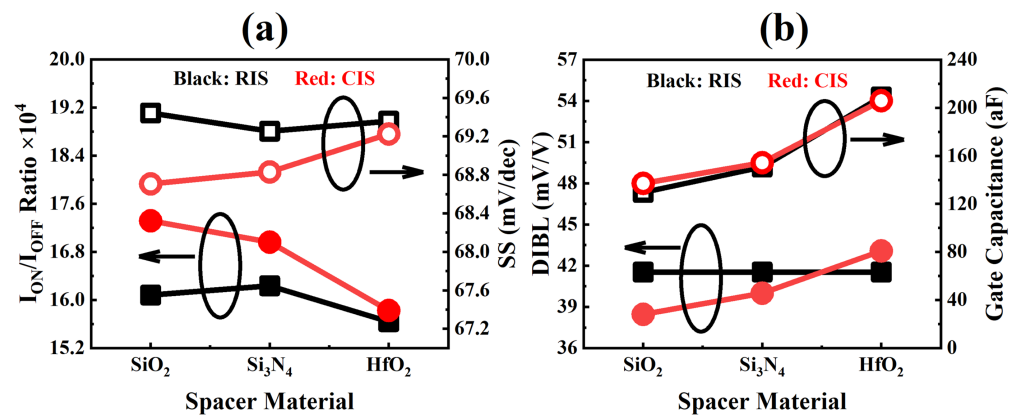 (a)
Black: RIS Red: CIS
I_ON/I_OFF Ratio ×10⁴
20.0
19.2
18.4
17.6
16.8
16.0
15.2
SS (mV/dec)
70.0
69.6
69.2
68.8
68.4
68.0
67.6
67.2
SiO₂ Si₃N₄ HfO₂
Spacer Material
(b)
Black: RIS Red: CIS
DIBL (mV/V)
57
54
51
48
45
42
39
36
Gate Capacitance (aF)
240
200
160
120
80
40
0
SiO₂ Si₃N₄ HfO₂
Spacer Material